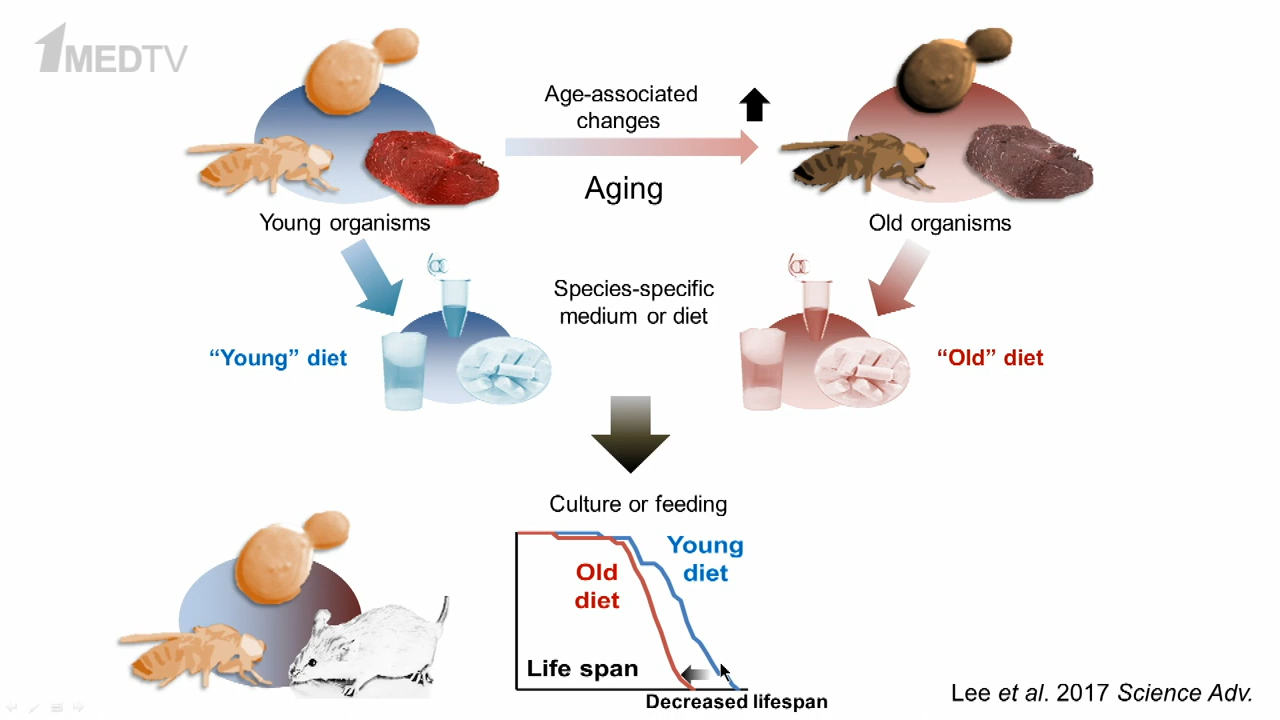 1MEDTV
Age-associated
changes
Aging
Young organisms
Old organisms
Species-specific
medium or diet
“Young” diet
“Old” diet
Culture or feeding
Young
diet
Old
diet
Life span
Decreased lifespan
Lee et al. 2017 Science Adv.